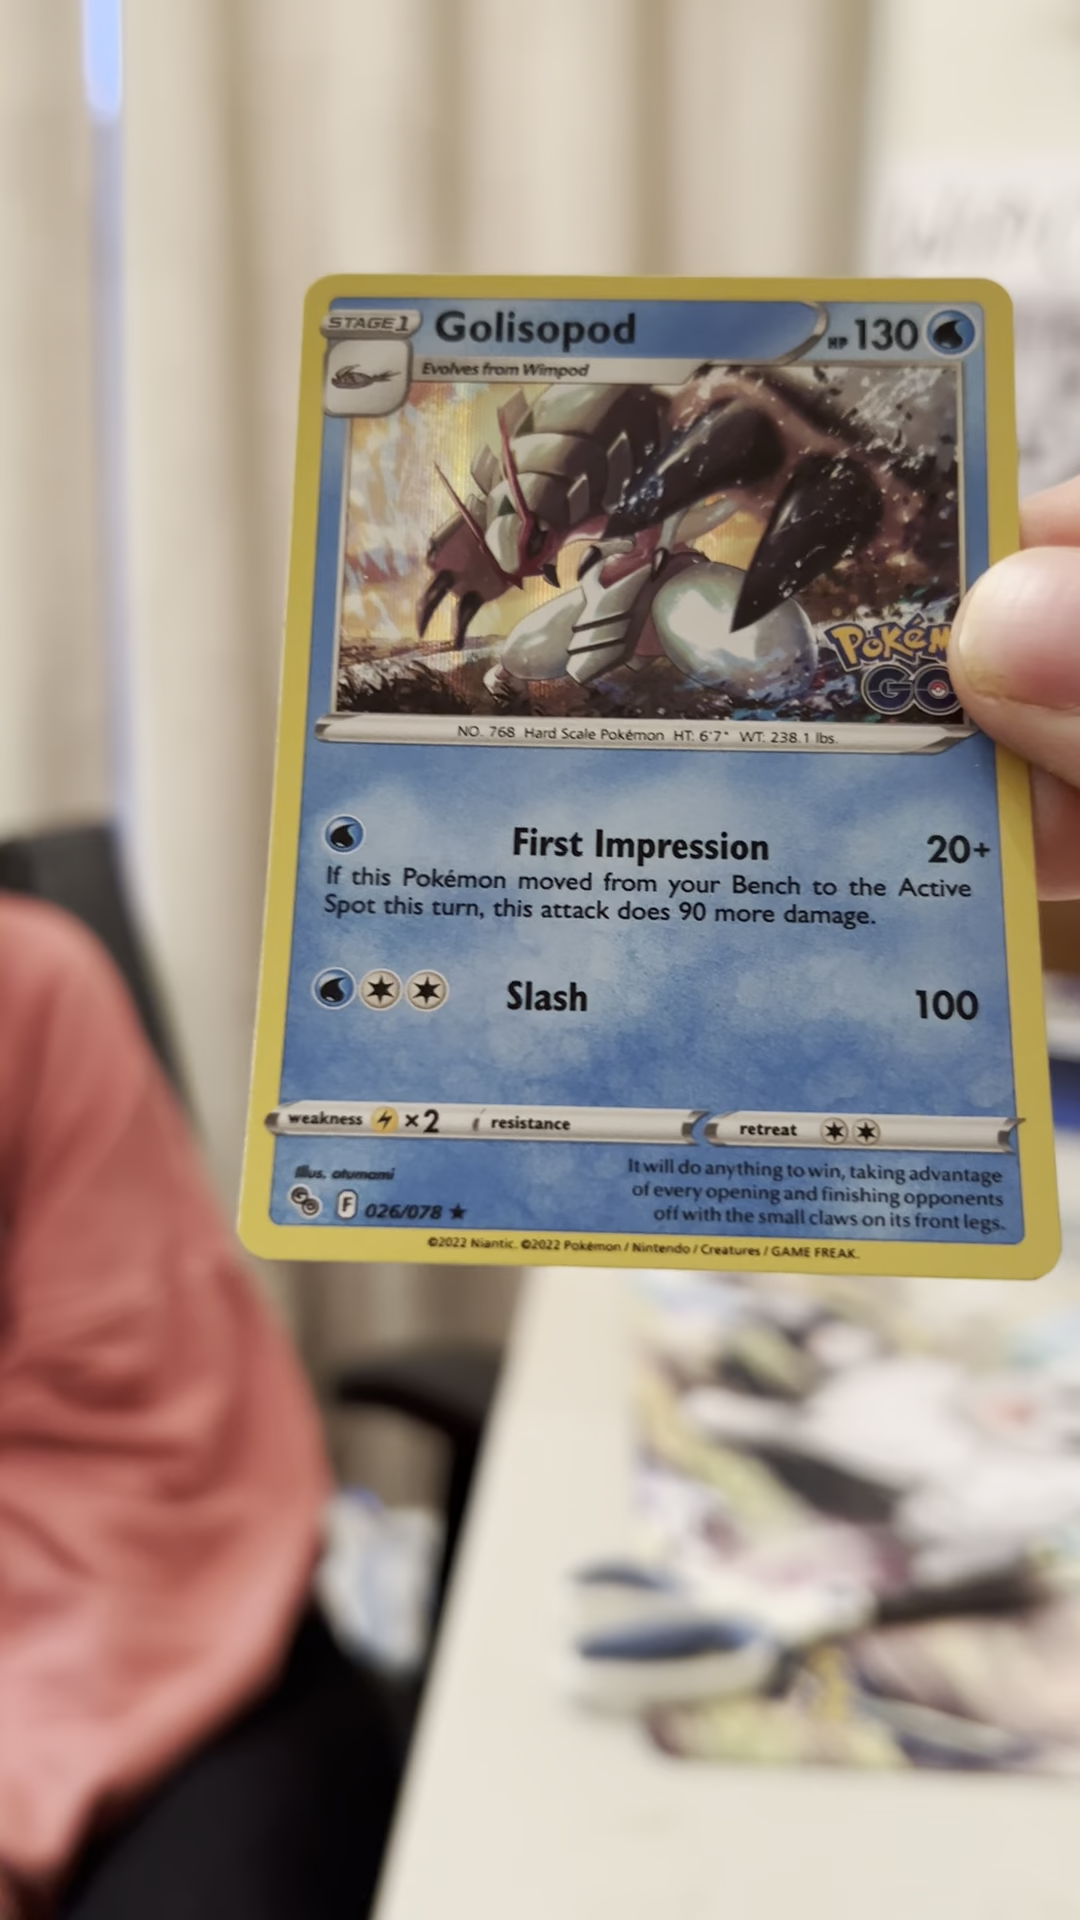 STAGE1 Golisopod HP 130
Evolves from Wimpod
Pokém
GO
NO. 768 Hard Scale Pokémon HT: 6'7" WT: 238.1 lbs.
First Impression 20+
If this Pokémon moved from your Bench to the Active
Spot this turn, this attack does 90 more damage.
Slash 100
weakness ×2 resistance retreat
Illus. otumami
It will do anything to win, taking advantage
of every opening and finishing opponents
off with the small claws on its front legs.
F 026/078 ★
©2022 Niantic. ©2022 Pokémon / Nintendo / Creatures / GAME FREAK.